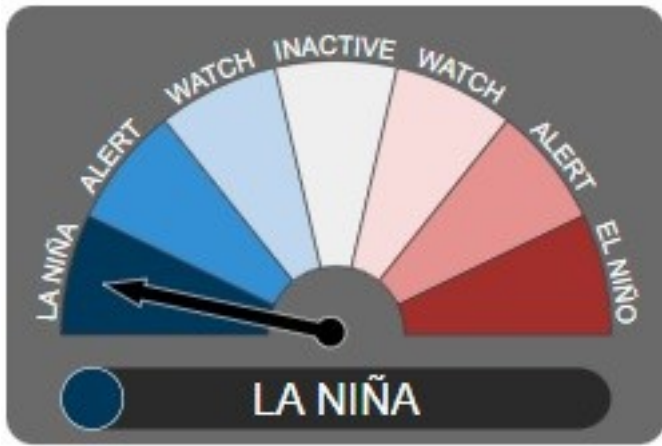 LA NIÑA
ALERT
WATCH
INACTIVE
WATCH
ALERT
EL NIÑO
LA NIÑA